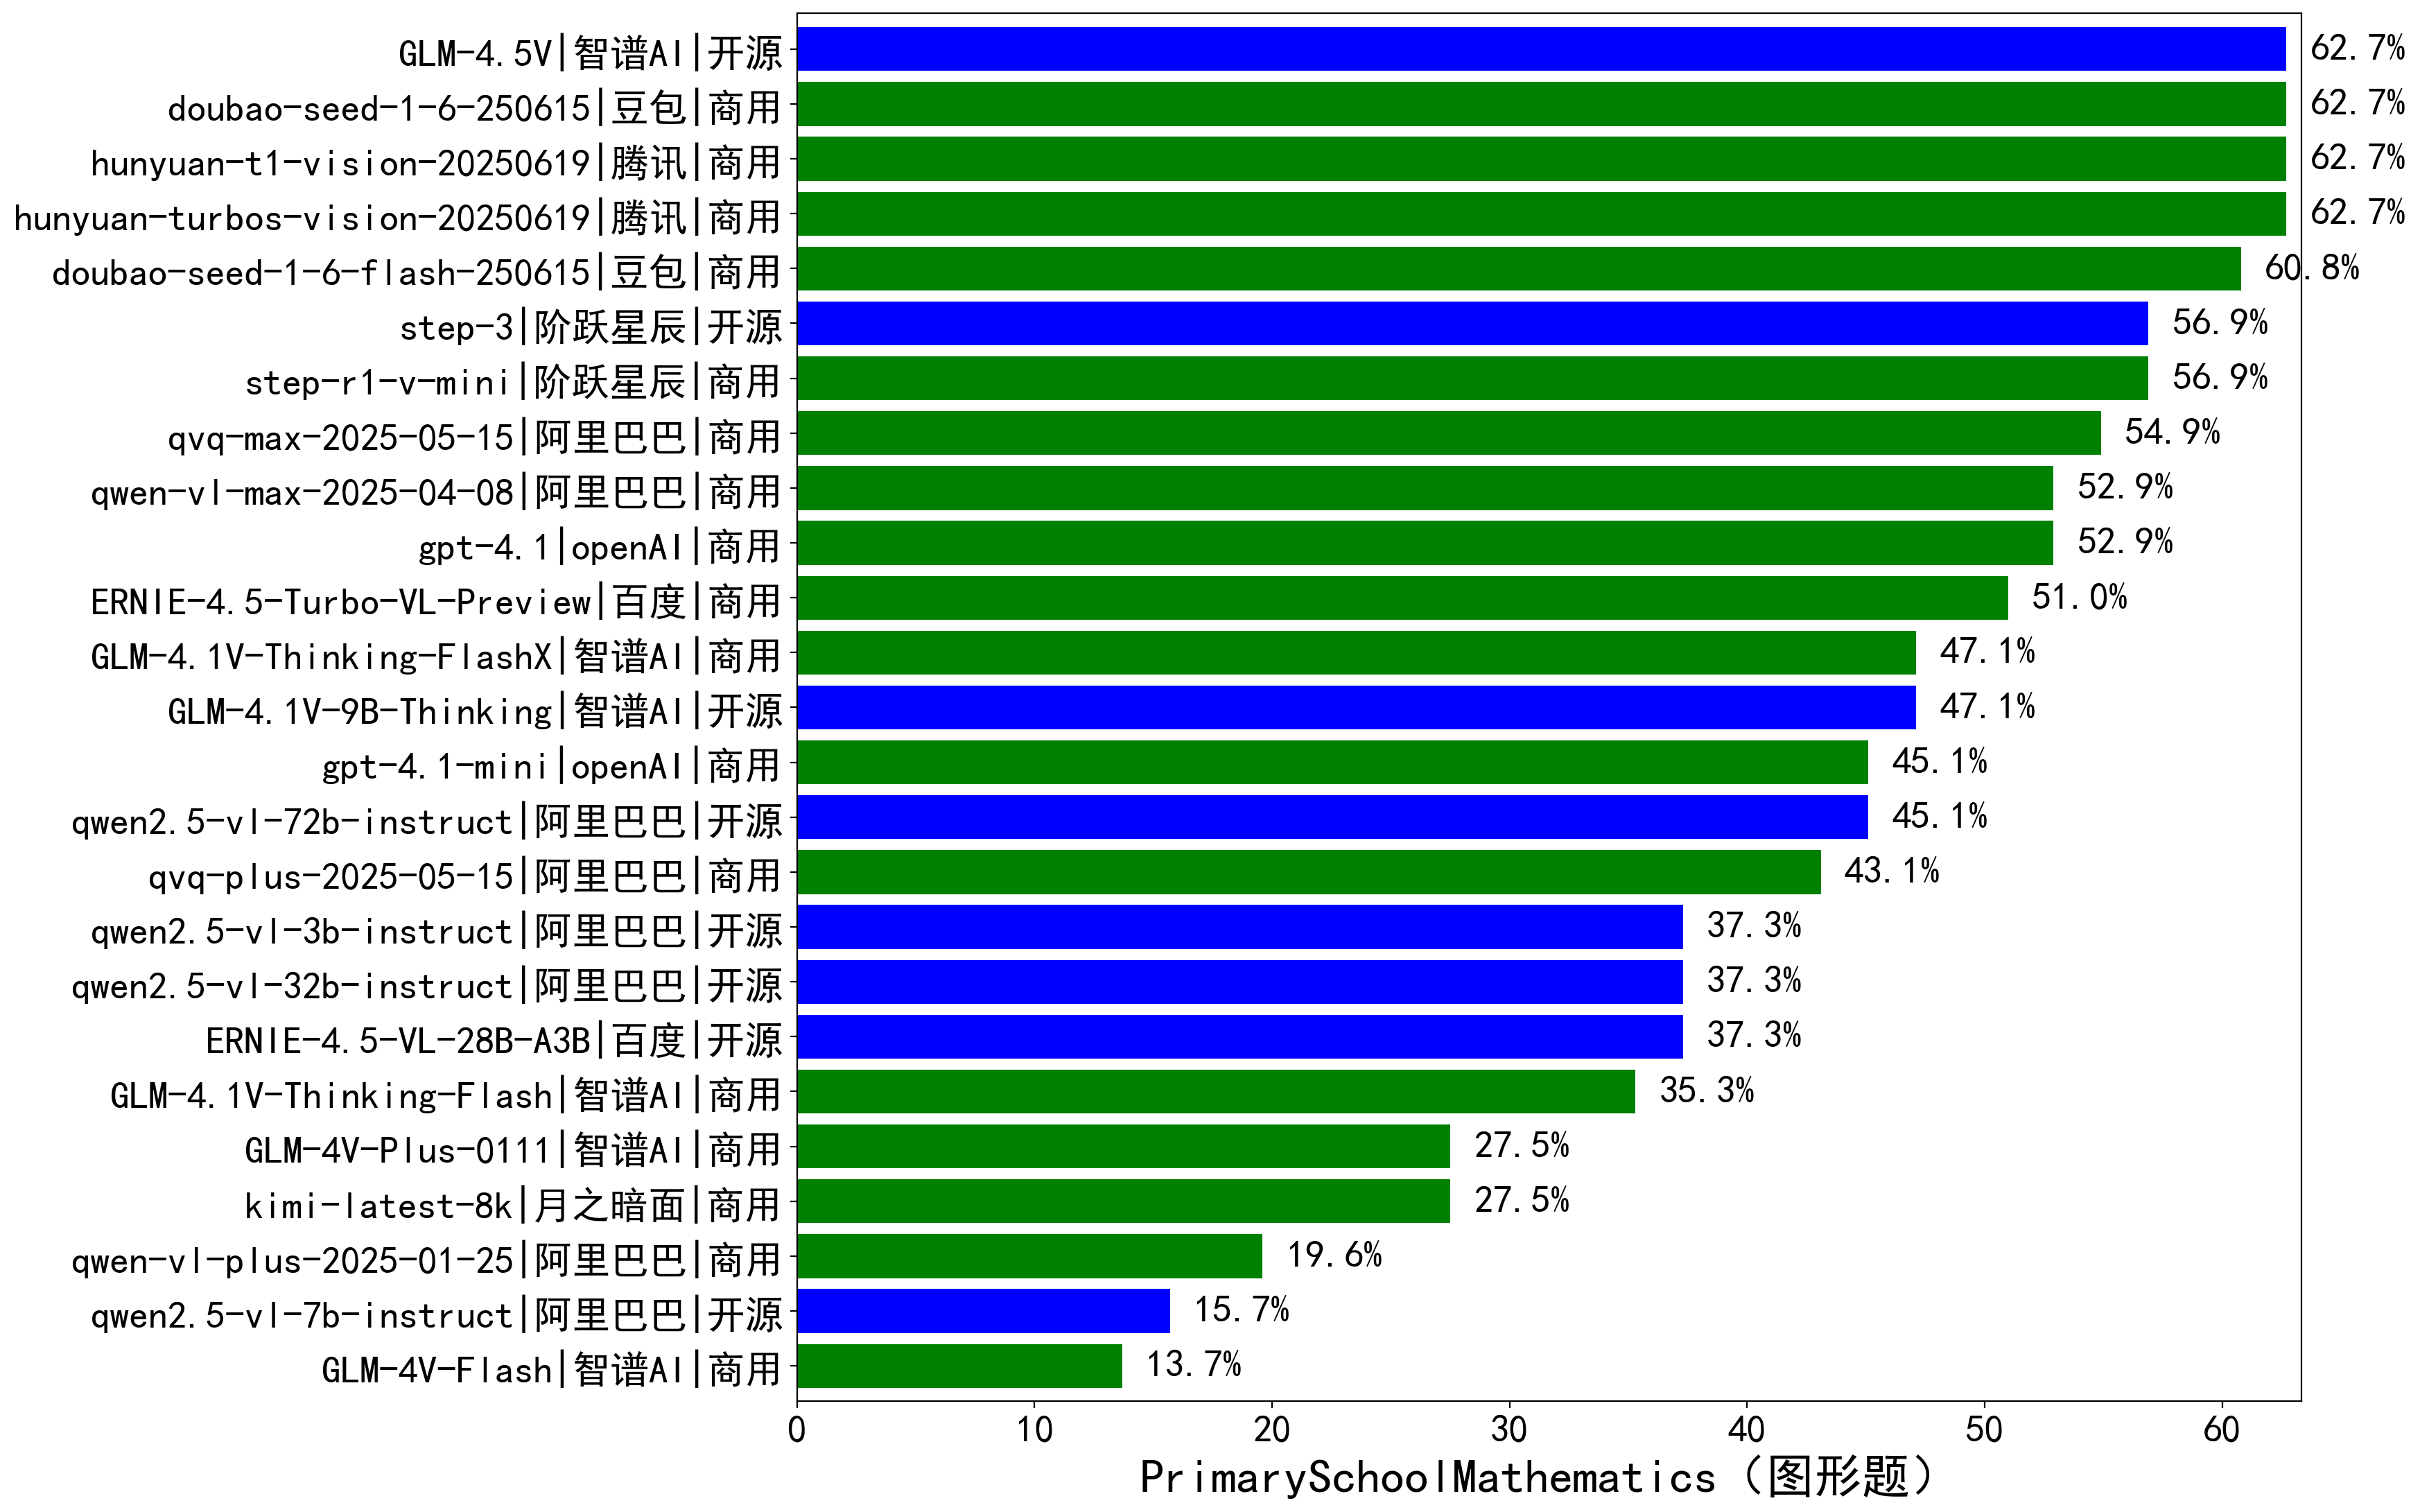 GLM-4.5V|智谱AI|开源 62.7%
doubao-seed-1-6-250615|豆包|商用 62.7%
hunyuan-t1-vision-20250619|腾讯|商用 62.7%
hunyuan-turbos-vision-20250619|腾讯|商用 62.7%
doubao-seed-1-6-flash-250615|豆包|商用 60.8%
step-3|阶跃星辰|开源 56.9%
step-r1-v-mini|阶跃星辰|商用 56.9%
qvq-max-2025-05-15|阿里巴巴|商用 54.9%
qwen-vl-max-2025-04-08|阿里巴巴|商用 52.9%
gpt-4.1|openAI|商用 52.9%
ERNIE-4.5-Turbo-VL-Preview|百度|商用 51.0%
GLM-4.1V-Thinking-FlashX|智谱AI|商用 47.1%
GLM-4.1V-9B-Thinking|智谱AI|开源 47.1%
gpt-4.1-mini|openAI|商用 45.1%
qwen2.5-vl-72b-instruct|阿里巴巴|开源 45.1%
qvq-plus-2025-05-15|阿里巴巴|商用 43.1%
qwen2.5-vl-3b-instruct|阿里巴巴|开源 37.3%
qwen2.5-vl-32b-instruct|阿里巴巴|开源 37.3%
ERNIE-4.5-VL-28B-A3B|百度|开源 37.3%
GLM-4.1V-Thinking-Flash|智谱AI|商用 35.3%
GLM-4V-Plus-0111|智谱AI|商用 27.5%
kimi-latest-8k|月之暗面|商用 27.5%
qwen-vl-plus-2025-01-25|阿里巴巴|商用 19.6%
qwen2.5-vl-7b-instruct|阿里巴巴|开源 15.7%
GLM-4V-Flash|智谱AI|商用 13.7%
0 10 20 30 40 50 60
PrimarySchoolMathematics（图形题）